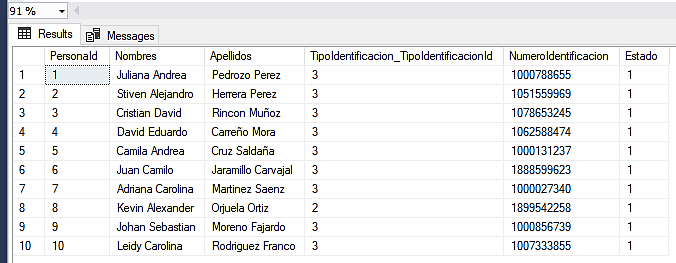 91 %
Results Messages
PersonaId Nombres Apellidos TipoIdentificacion_TipoIdentificacionId NumeroIdentificacion Estado
1 1 Juliana Andrea Pedrozo Perez 3 1000788655 1
2 2 Stiven Alejandro Herrera Perez 3 1051559969 1
3 3 Cristian David Rincon Muñoz 3 1078653245 1
4 4 David Eduardo Carreño Mora 3 1062588474 1
5 5 Camila Andrea Cruz Saldaña 3 1000131237 1
6 6 Juan Camilo Jaramillo Carvajal 3 1888599623 1
7 7 Adriana Carolina Martinez Saenz 3 1000027340 1
8 8 Kevin Alexander Orjuela Ortiz 2 1899542258 1
9 9 Johan Sebastian Moreno Fajardo 3 1000856739 1
10 10 Leidy Carolina Rodriguez Franco 3 1007333855 1